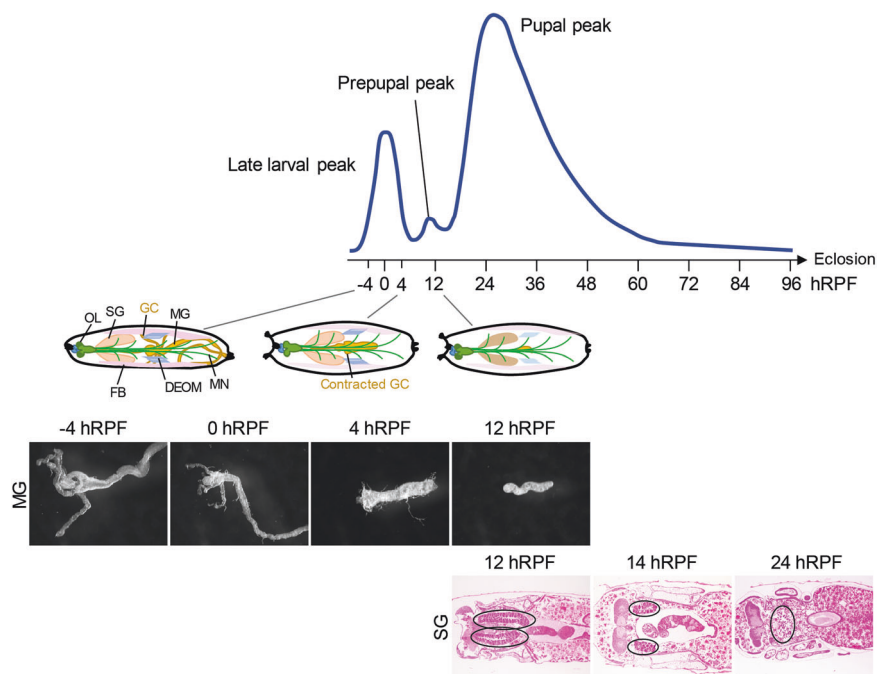 Pupal peak
Prepupal peak
Late larval peak
Eclosion
-4 0 4 12 24 36 48 60 72 84 96 hRPF
OL SG GC MG
FB DEOM MN
Contracted GC
-4 hRPF 0 hRPF 4 hRPF 12 hRPF
MG
12 hRPF 14 hRPF 24 hRPF
SG